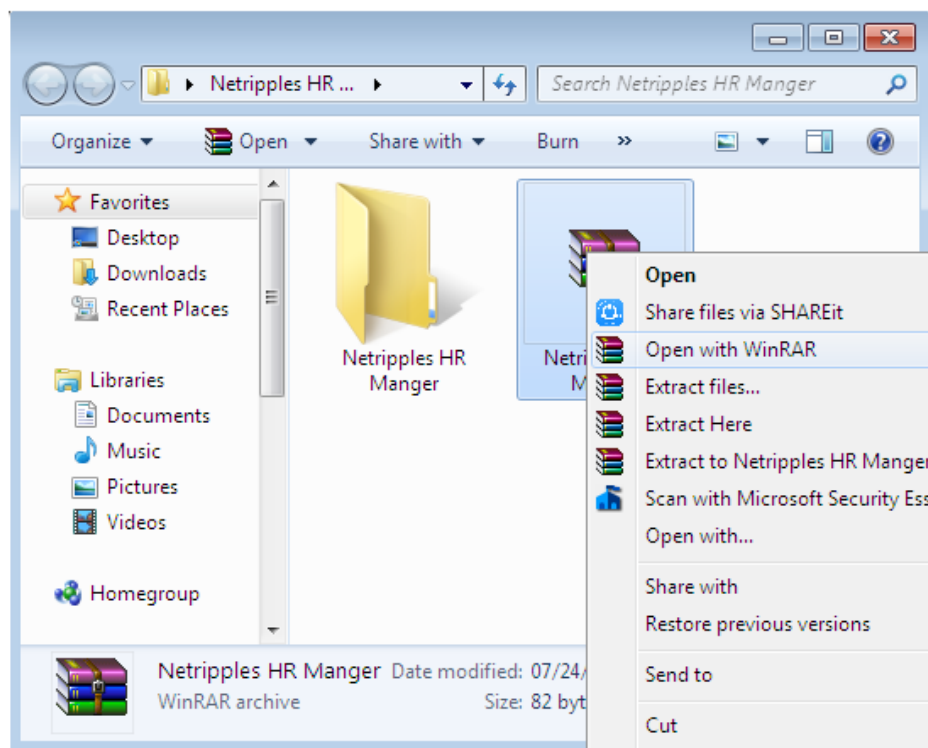 Netripples HR ...
Search Netripples HR Manger
Organize
Open
Share with
Burn
»
Favorites
Desktop
Downloads
Recent Places
Libraries
Documents
Music
Pictures
Videos
Homegroup
Netripples HR
Manger
Netri
M
Open
Share files via SHAREit
Open with WinRAR
Extract files...
Extract Here
Extract to Netripples HR Manger
Scan with Microsoft Security Ess
Open with...
Share with
Restore previous versions
Send to
Cut
Netripples HR Manger Date modified: 07/24/
WinRAR archive Size: 82 byt